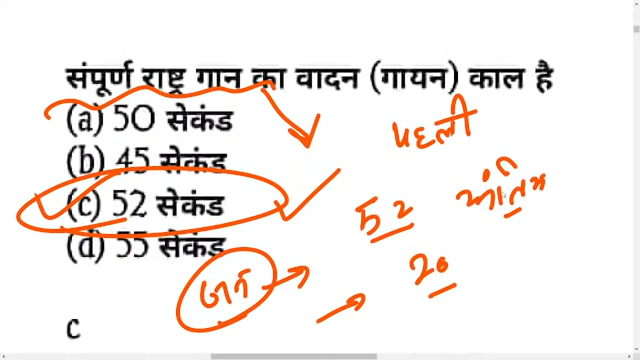 संपूर्ण राष्ट्र गान का वादन (गायन) काल है
(a) 50 सेकंड
पहली
(b) 45 सेकंड
(c) 52 सेकंड
52 अंतिम
(d) 55 सेकंड
20
c